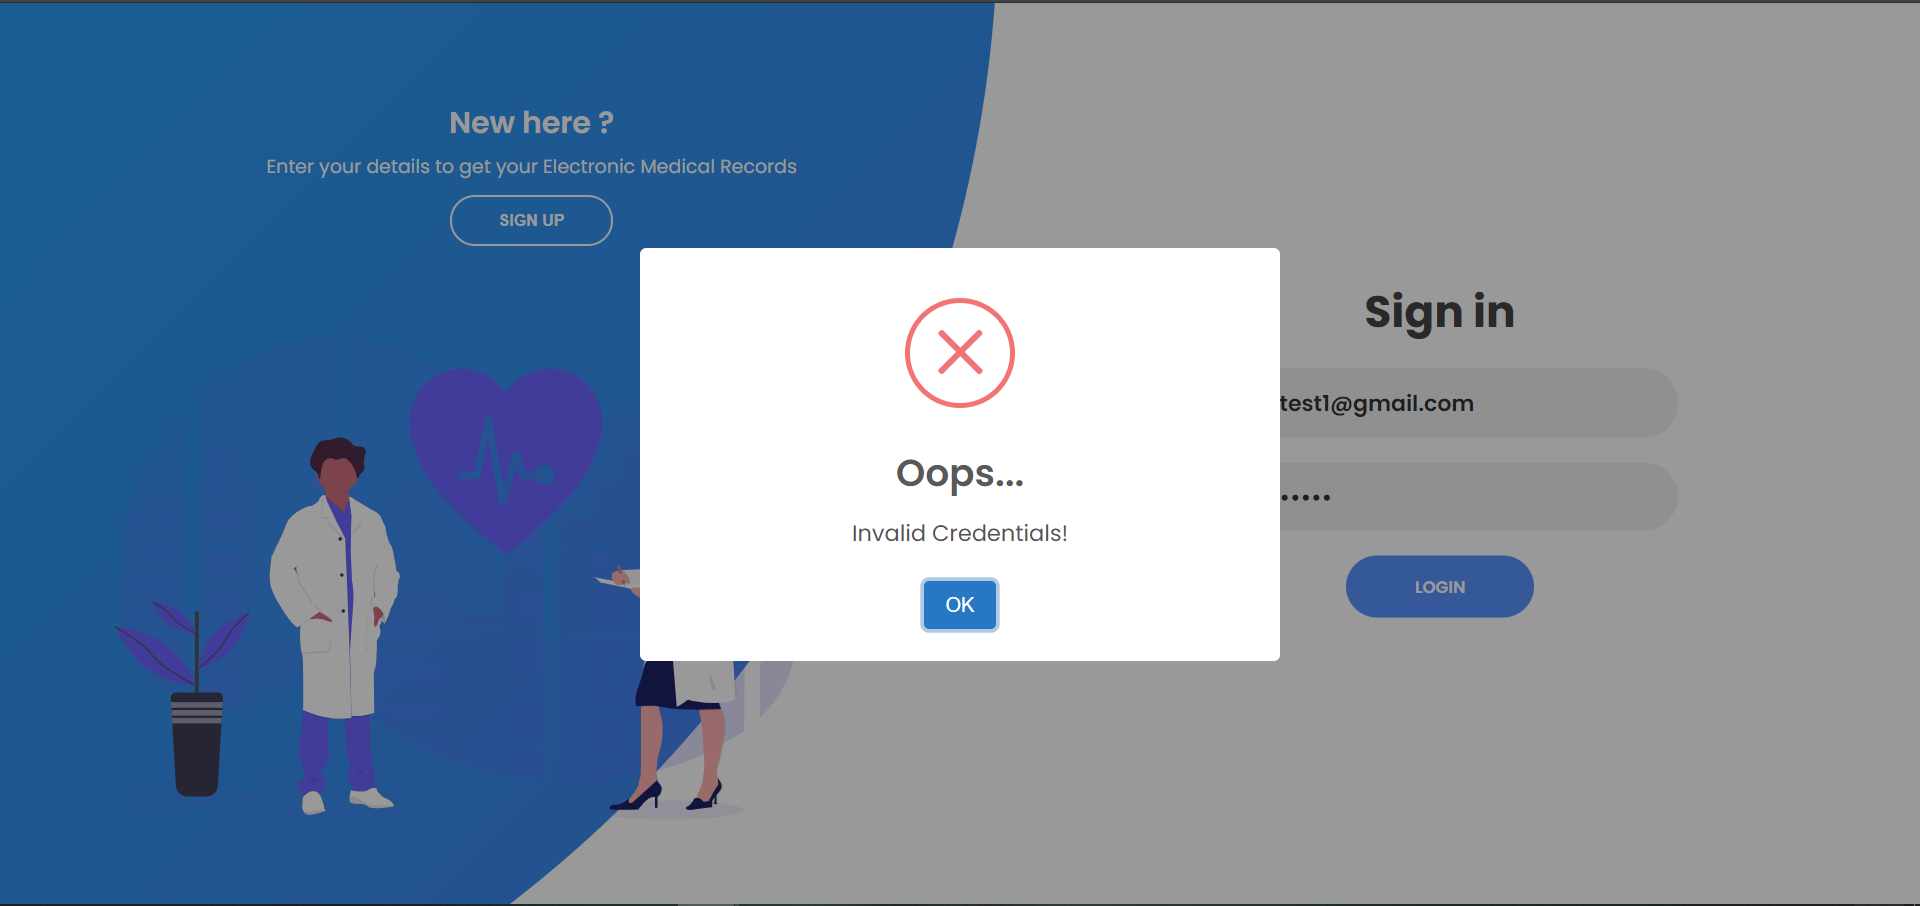 New here ?
Enter your details to get your Electronic Medical Records
SIGN UP
Oops...
Invalid Credentials!
OK
Sign in
test1@gmail.com
•••••
LOGIN